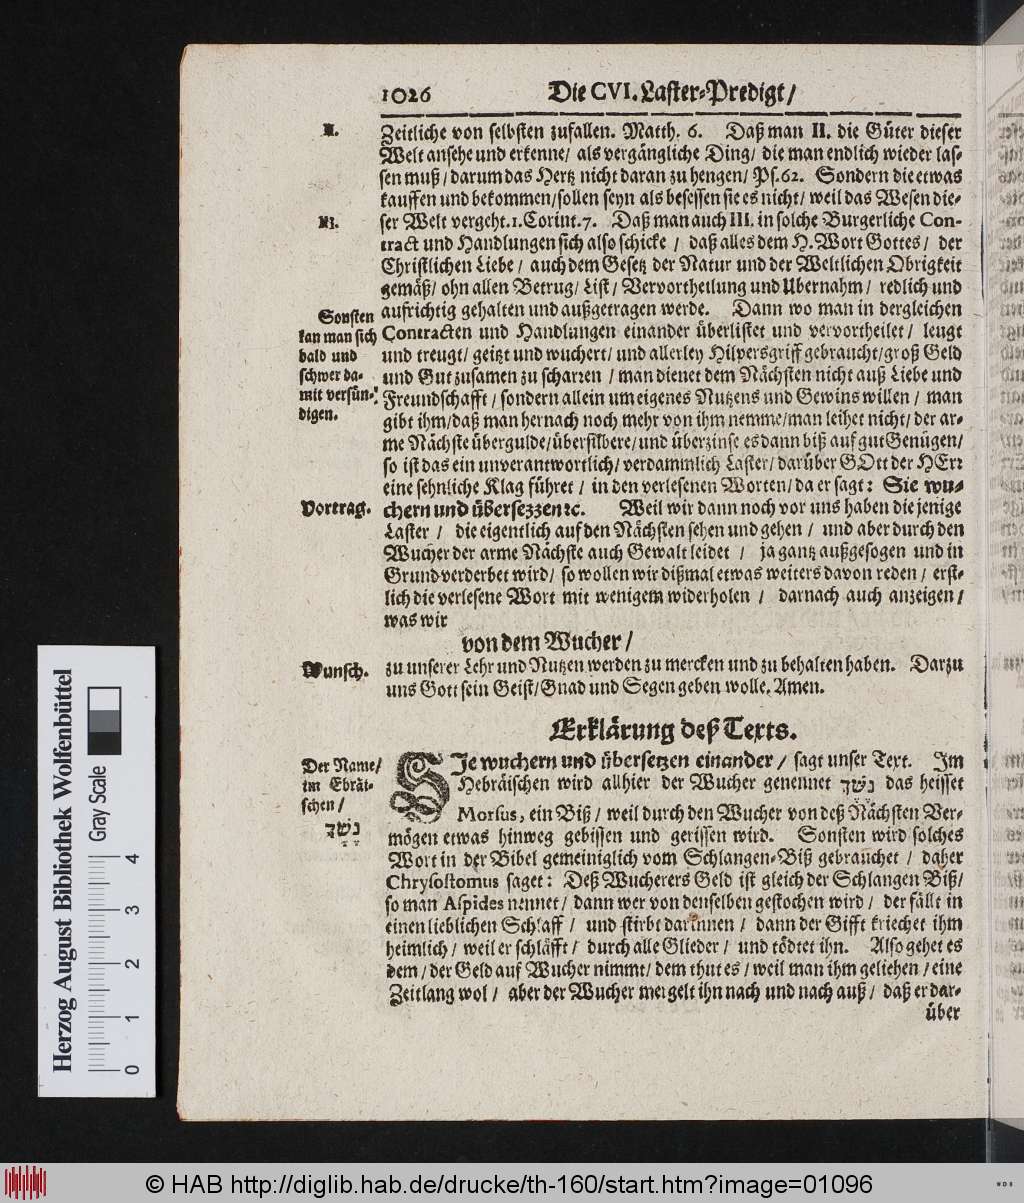 1026 Die CVI. Laster-Predigt/
II.
Zeitliche von selbsten zufallen. Matth. 6. Daß man II. die Güter dieser
Welt ansehe und erkenne/ als vergängliche Ding/ die man endlich wieder las-
sen muß/ darum das Hertz nicht daran zu hengen/ Ps. 62. Sondern die etwas
kauffen und bekommen/ sollen seyn als besessen sie es nicht/ weil das Wesen die-
III.
ser Welt vergeht. 1. Corint. 7. Daß man auch III. in solche Burgerliche Con-
tract und Handlungen sich also schicke / daß alles dem H. Wort Gottes/ der
Christlichen Liebe/ auch dem Gesetz der Natur und der Weltlichen Obrigkeit
gemäß/ ohn allen Betrug/ List/ Vervortheilung und Ubernahm/ redlich und
aufrichtig gehalten und außgetragen werde. Dann wo man in dergleichen
Contracten und Handlungen einander überlistet und vervortheilet/ leugt
und treugt/ geitzt und wuchert/ und allerley Hilpersgriff gebraucht/ groß Geld
und Gut zusamen zu scharren / man dienet dem Nächsten nicht auß Liebe und
Freundschafft/ sondern allein um eigenes Nutzens und Gewins willen/ man
gibt ihm/ daß man hernach noch mehr von ihm nemme/ man leihet nicht/ der ar-
me Nächste übergulde/ übersilbere/ und überzinse es dann biß auf gut Genügen/
so ist das ein unverantwortlich/ verdammlich Laster/ darüber GOtt der HErr
eine sehnliche Klag führet / in den verlesenen Worten/ da er sagt: Sie wu-
chern und übersezzen ꝛc. Weil wir dann noch vor uns haben die jenige
Laster / die eigentlich auf den Nächsten sehen und gehen / und aber durch den
Wucher der arme Nächste auch Gewalt leidet / ja gantz außgesogen und in
Grund verderbet wird/ so wollen wir dißmal etwas weiters davon reden / erst-
lich die verlesene Wort mit wenigem widerholen / darnach auch anzeigen/
was wir
Sonsten
kan man sich
bald und
schwer da-
mit versün-
digen.
Vortrag.
von dem Wucher/
Wunsch.
zu unserer Lehr und Nutzen werden zu mercken und zu behalten haben. Darzu
uns Gott sein Geist/ Gnad und Segen geben wolle. Amen.
Erklärung deß Texts.
Der Name/
im Ebräi-
schen/
נֶשֶׁךְ
SIe wuchern und übersetzen einander / sagt unser Text. Im
Hebräischen wird allhier der Wucher genennet נשך das heisset
Morsus, ein Biß / weil durch den Wucher von deß Nächsten Ver-
mögen etwas hinweg gebissen und gerissen wird. Sonsten wird solches
Wort in der Bibel gemeiniglich vom Schlangen-Biß gebrauchet / daher
Chrysostomus saget: Deß Wucherers Geld ist gleich der Schlangen Biß/
so man Aspides nennet/ dann wer von denselben gestochen wird / der fällt in
einen lieblichen Schlaff / und stirbt darinnen / dann der Gifft kriechet ihm
heimlich / weil er schläfft / durch alle Glieder / und tödtet ihn. Also gehet es
dem / der Geld auf Wucher nimmt/ dem thut es / weil man ihm geliehen / eine
Zeitlang wol / aber der Wucher mergelt ihn nach und nach auß / daß er dar-
über
Herzog August Bibliothek Wolfenbüttel
Gray Scale
0 1 2 3 4
© HAB http://diglib.hab.de/drucke/th-160/start.htm?image=01096